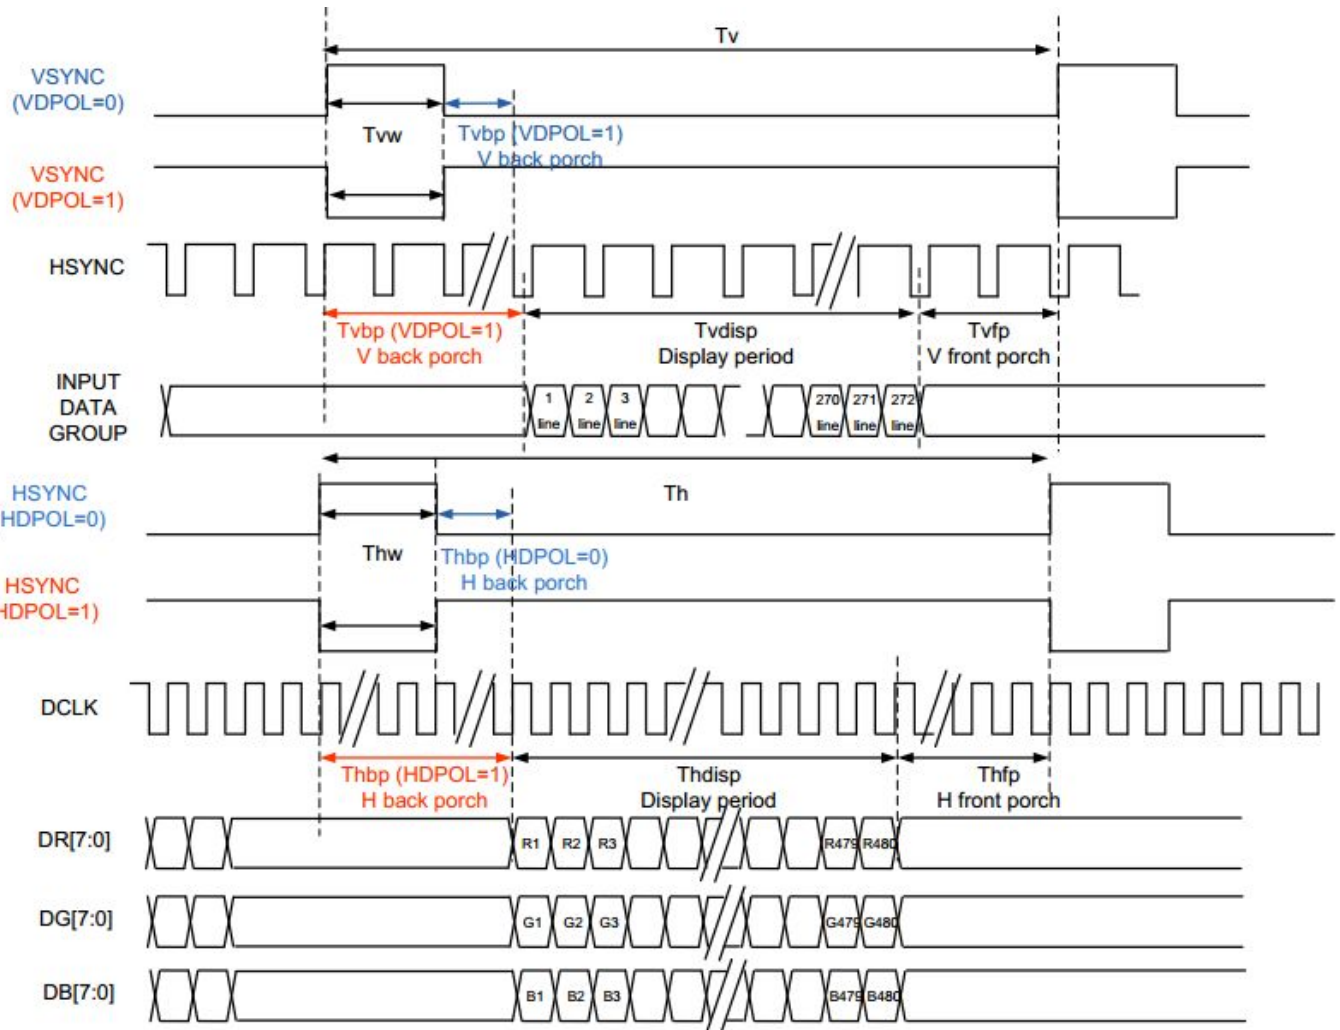 Tv
VSYNC
(VDPOL=0)
Tvw
Tvbp (VDPOL=1)
V back porch
VSYNC
(VDPOL=1)
HSYNC
Tvbp (VDPOL=1)
V back porch
Tvdisp
Display period
Tvfp
V front porch
INPUT
DATA
GROUP
1
line
2
line
3
line
270
line
271
line
272
line
HSYNC
HDPOL=0)
Th
Thw
Thbp (HDPOL=0)
H back porch
HSYNC
HDPOL=1)
DCLK
Thbp (HDPOL=1)
H back porch
Thdisp
Display period
Thfp
H front porch
DR[7:0]
R1 R2 R3 R479 R480
DG[7:0]
G1 G2 G3 G479 G480
DB[7:0]
B1 B2 B3 B479 B480